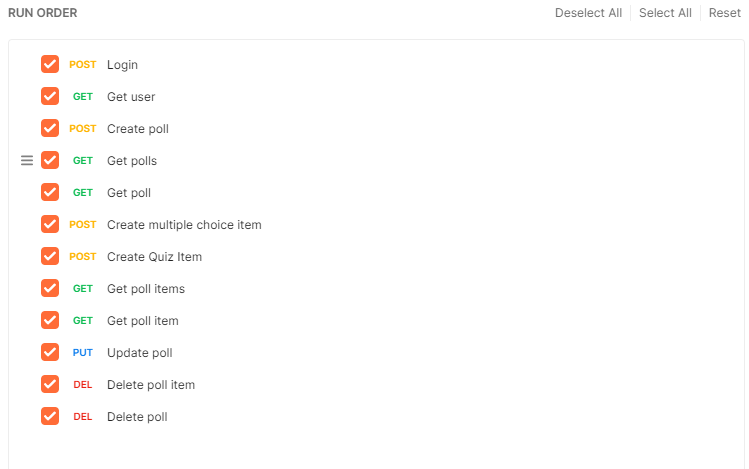 RUN ORDER Deselect All Select All Reset
POST Login
GET Get user
POST Create poll
GET Get polls
GET Get poll
POST Create multiple choice item
POST Create Quiz Item
GET Get poll items
GET Get poll item
PUT Update poll
DEL Delete poll item
DEL Delete poll